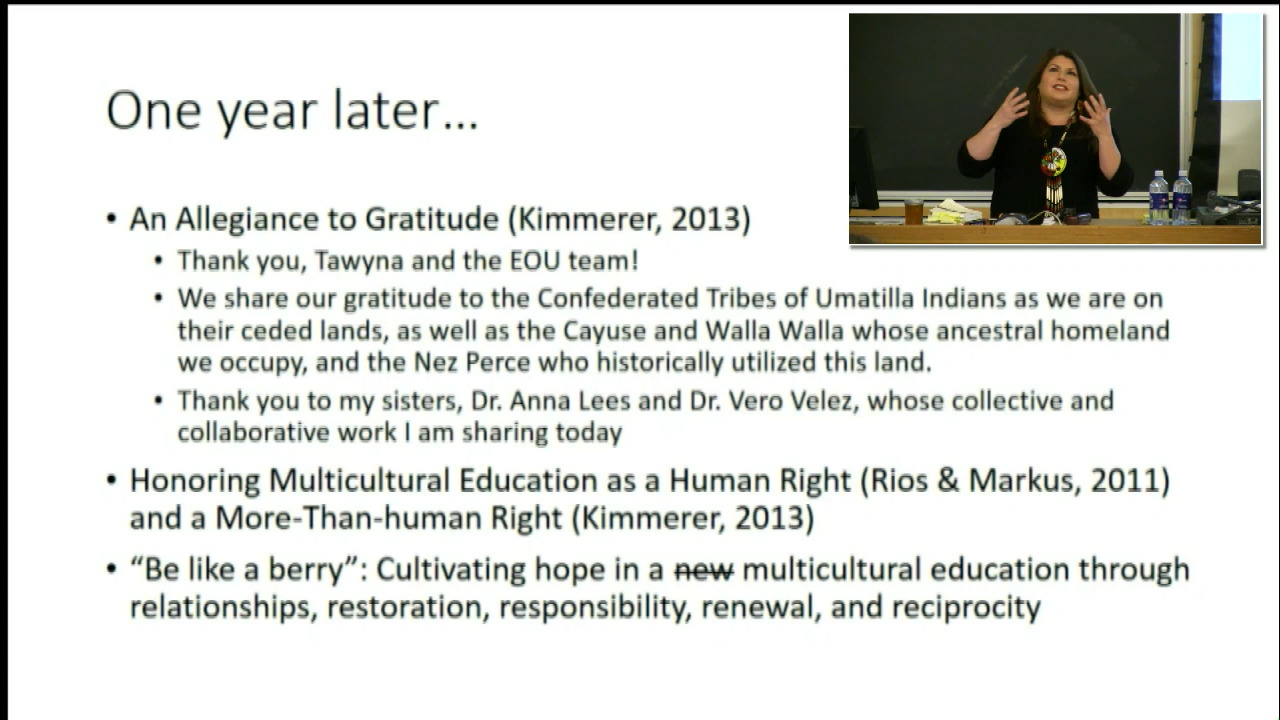 One year later…
• An Allegiance to Gratitude (Kimmerer, 2013)
• Thank you, Tawyna and the EOU team!
• We share our gratitude to the Confederated Tribes of Umatilla Indians as we are on
their ceded lands, as well as the Cayuse and Walla Walla whose ancestral homeland
we occupy, and the Nez Perce who historically utilized this land.
• Thank you to my sisters, Dr. Anna Lees and Dr. Vero Velez, whose collective and
collaborative work I am sharing today
• Honoring Multicultural Education as a Human Right (Rios & Markus, 2011)
and a More-Than-human Right (Kimmerer, 2013)
• “Be like a berry”: Cultivating hope in a new multicultural education through
relationships, restoration, responsibility, renewal, and reciprocity